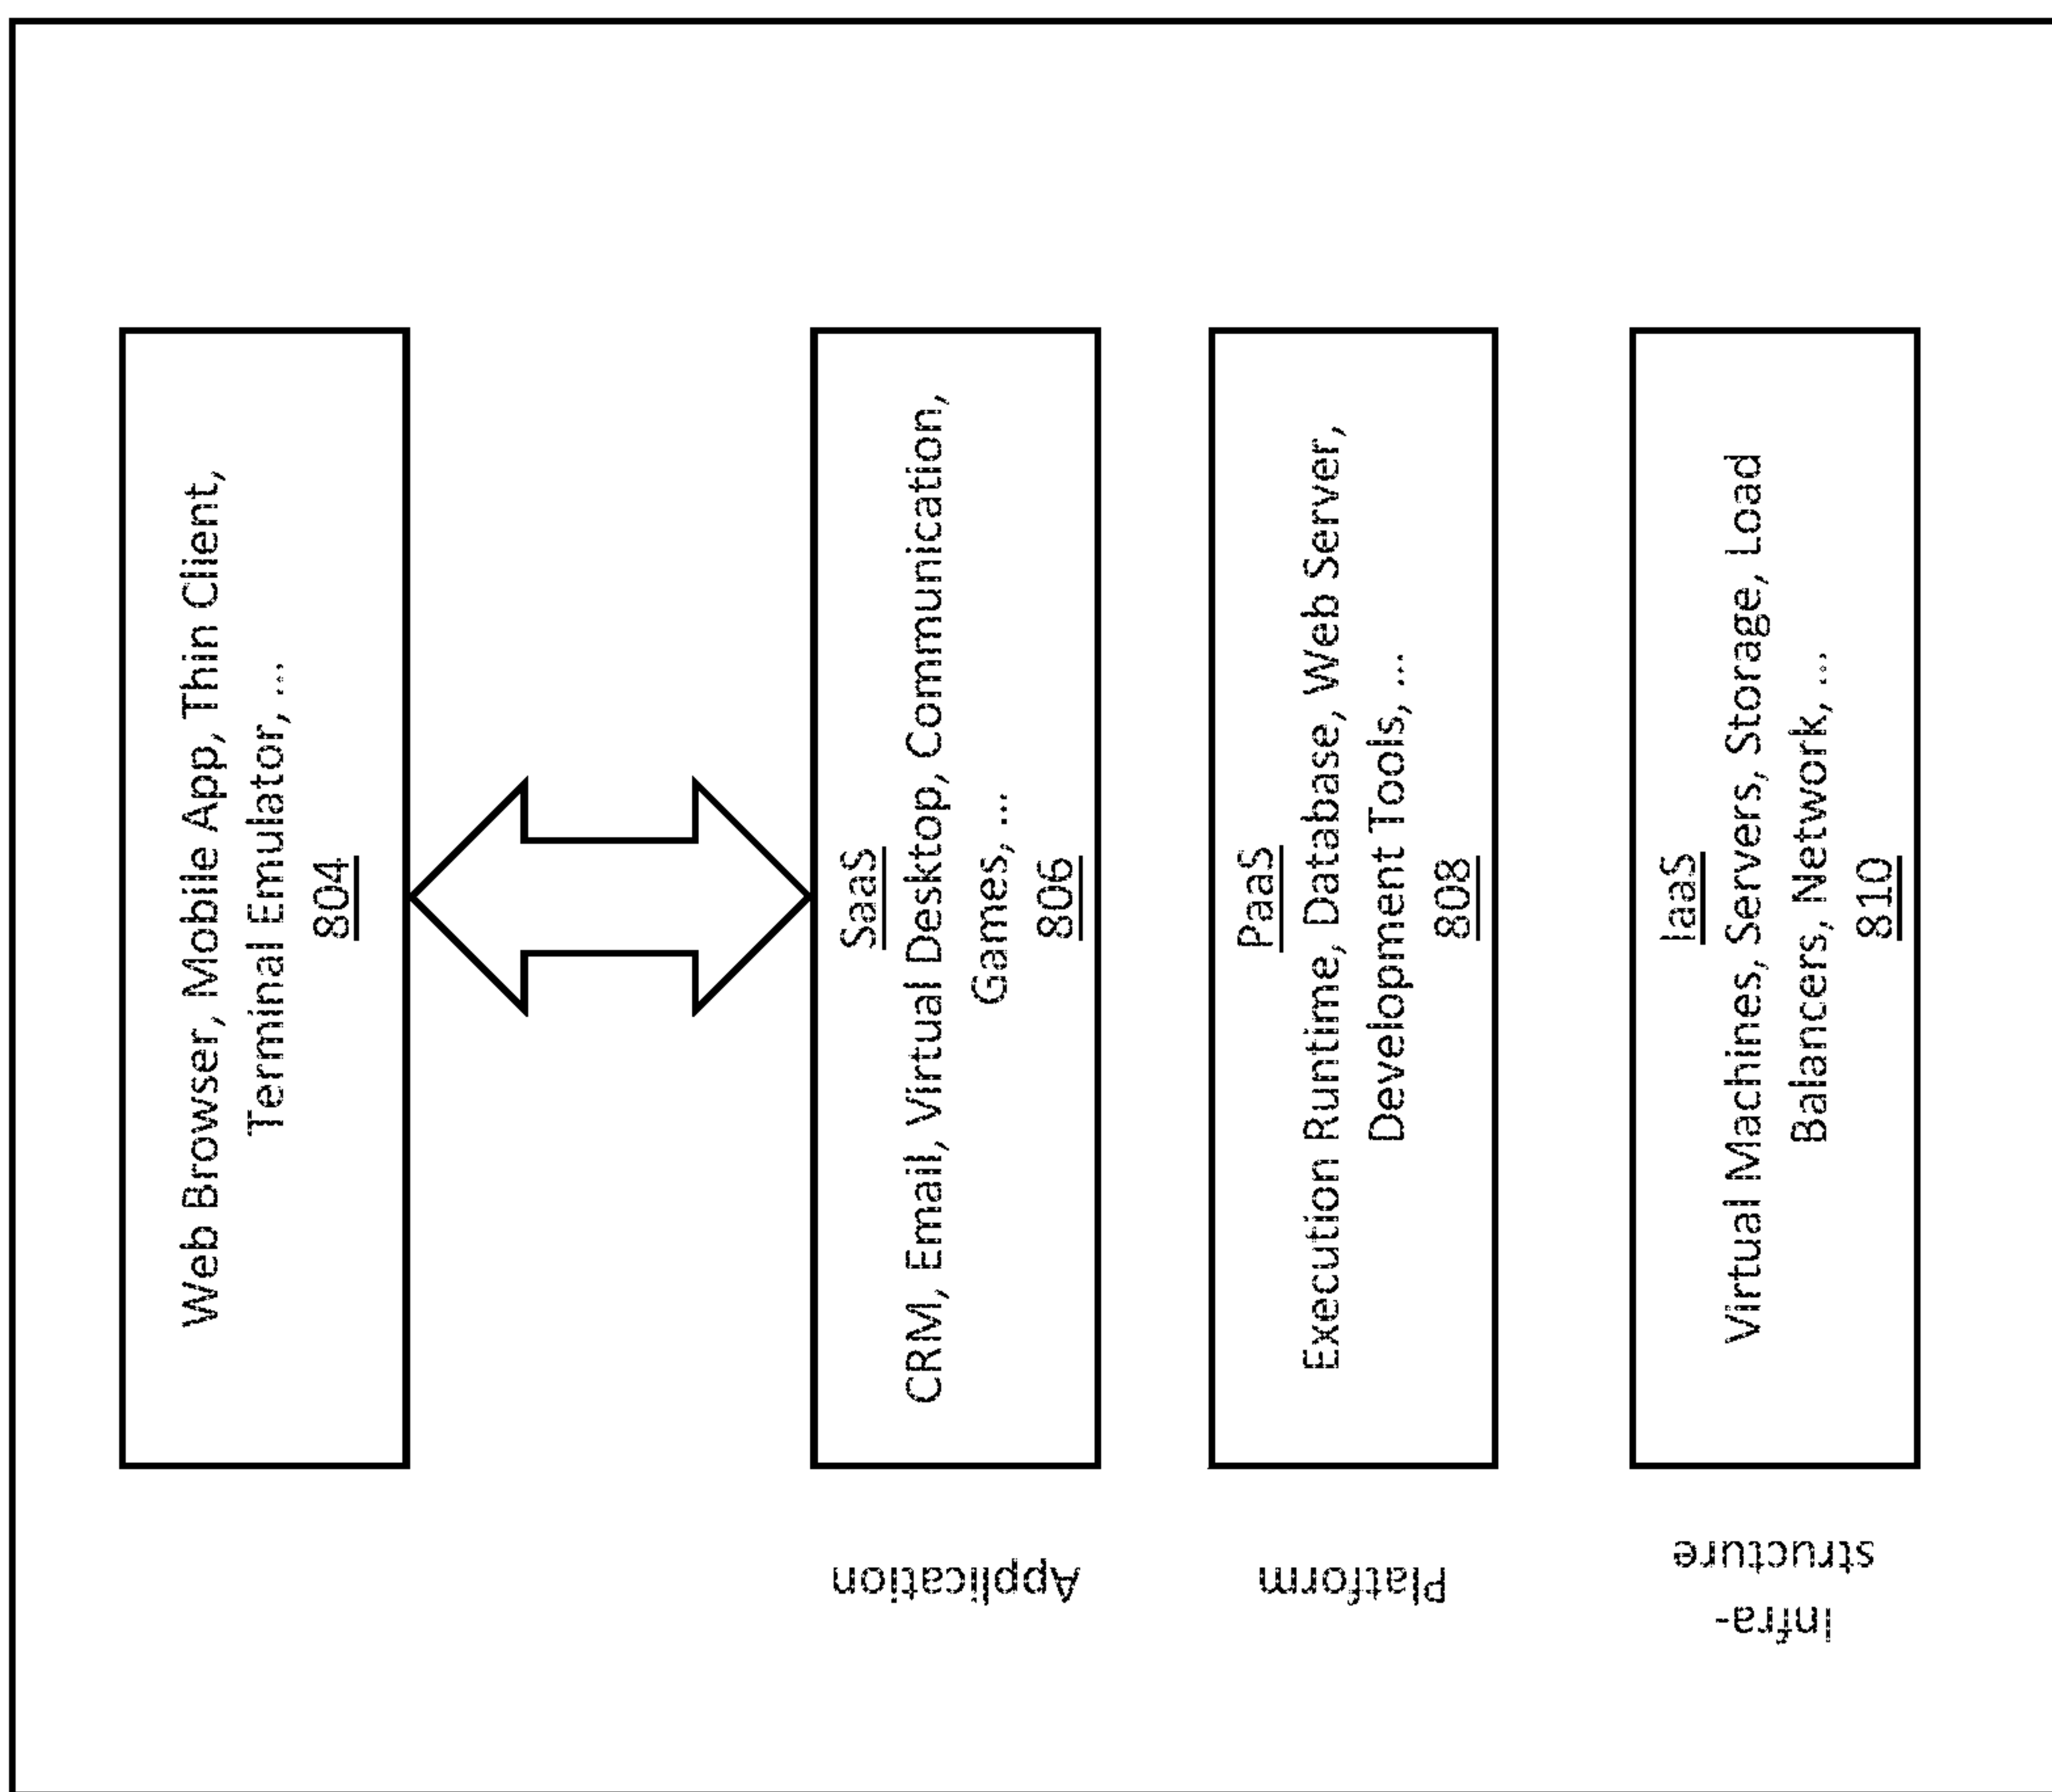 Web Browser, Mobile App, Thin Client,
Terminal Emulator, ...
804
SaaS
CRM, Email, Virtual Desktop, Communication,
Games, ...
806
Application
PaaS
Execution Runtime, Database, Web Server,
Development Tools, ...
808
Platform
IaaS
Virtual Machines, Servers, Storage, Load
Balancers, Network, ...
810
Infra-
structure